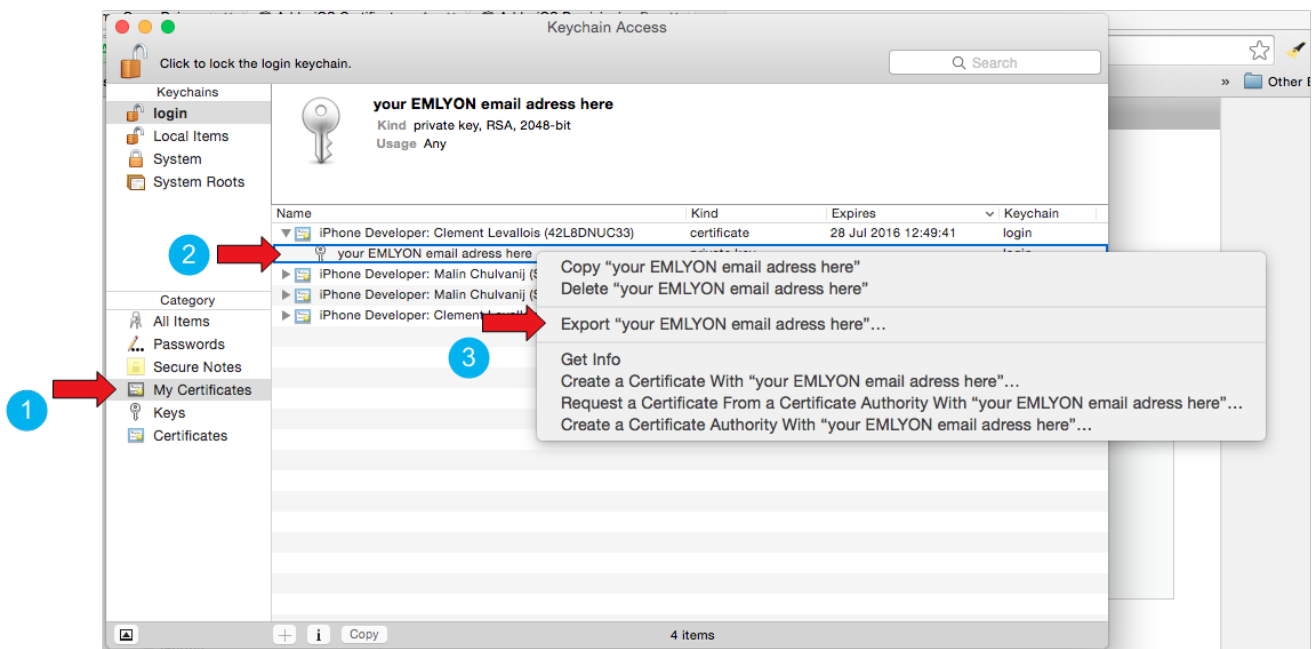 Keychain Access
Click to lock the login keychain.
Search
» Other
Keychains
login
Local Items
System
System Roots
your EMLYON email adress here
Kind private key, RSA, 2048-bit
Usage Any
Name Kind Expires Keychain
iPhone Developer: Clement Levallois (42L8DNUC33) certificate 28 Jul 2016 12:49:41 login
2
your EMLYON email adress here
iPhone Developer: Malin Chulvanij
iPhone Developer: Malin Chulvanij
iPhone Developer: Clement
Copy “your EMLYON email adress here”
Delete “your EMLYON email adress here”
3
Export “your EMLYON email adress here”...
Get Info
Create a Certificate With “your EMLYON email adress here”...
Request a Certificate From a Certificate Authority With “your EMLYON email adress here”...
Create a Certificate Authority With “your EMLYON email adress here”...
Category
All Items
Passwords
Secure Notes
1
My Certificates
Keys
Certificates
+ i Copy
4 items